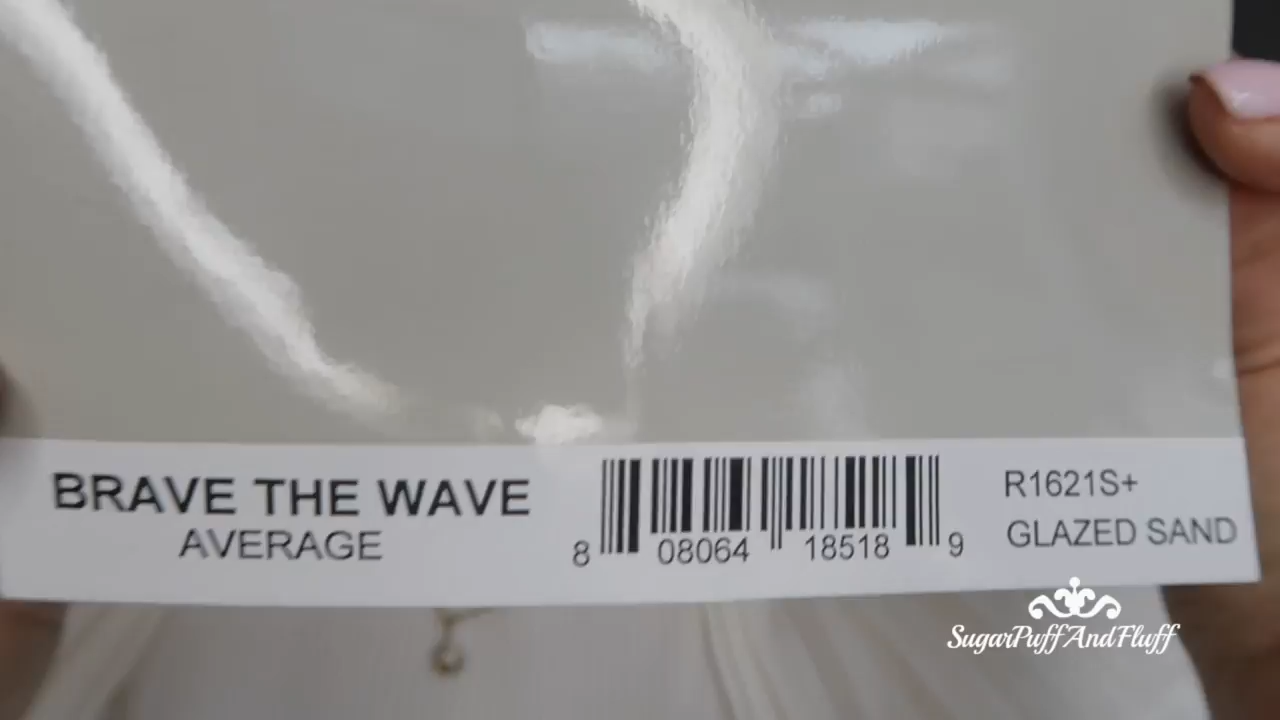 BRAVE THE WAVE
AVERAGE
8 08064 18518 9
R1621S+
GLAZED SAND
SugarPuffAndFluff